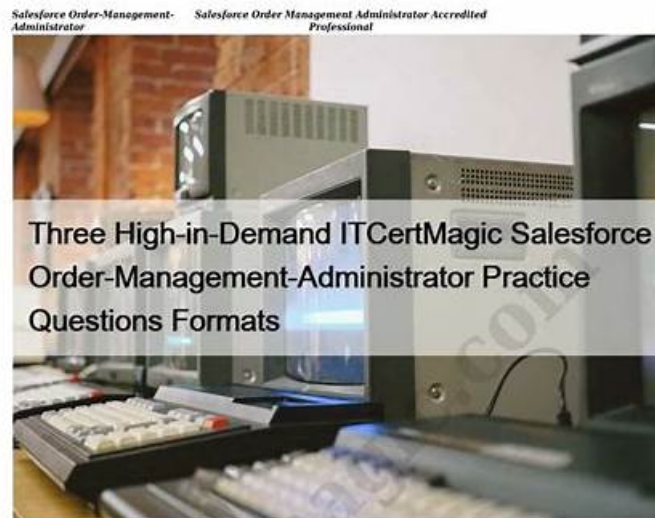 Salesforce Order-Management-
Administrator
Salesforce Order Management Administrator Accredited
Professional
Three High-in-Demand ITCertMagic Salesforce
Order-Management-Administrator Practice
Questions Formats